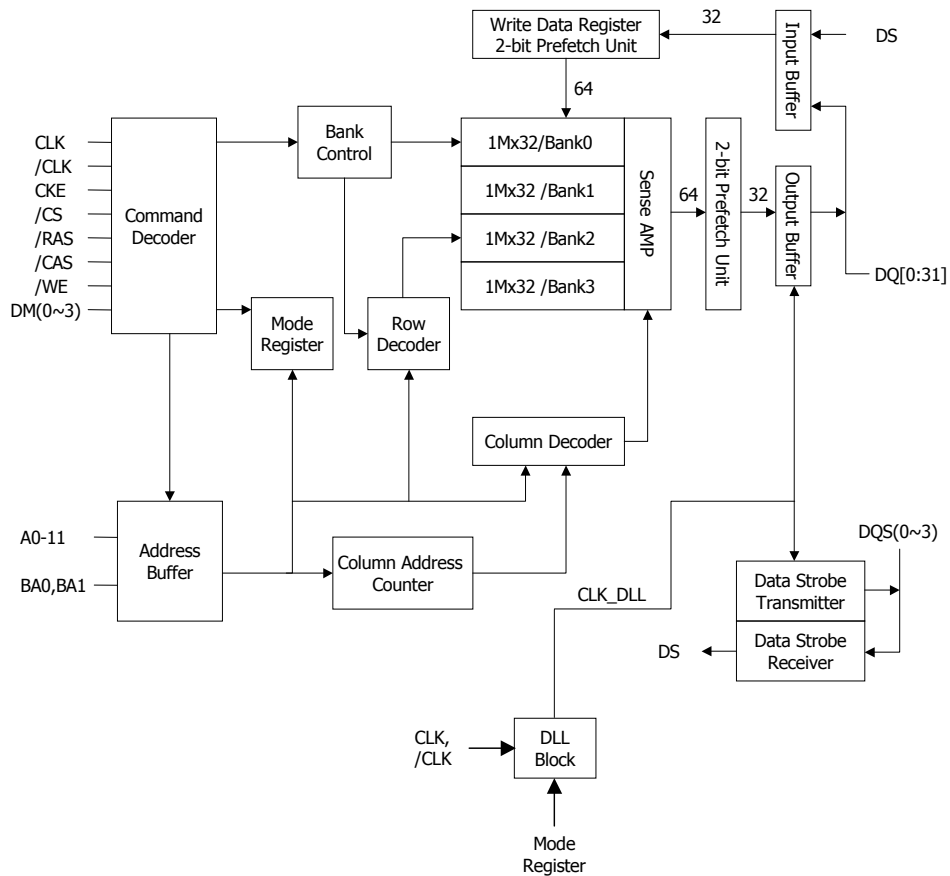 Write Data Register
2-bit Prefetch Unit
32
Input Buffer
DS
64
CLK
/CLK
CKE
/CS
/RAS
/CAS
/WE
DM(0~3)
Command
Decoder
Bank
Control
1Mx32/Bank0
1Mx32 /Bank1
1Mx32 /Bank2
1Mx32 /Bank3
Sense AMP
64
2-bit Prefetch Unit
32
Output Buffer
DQ[0:31]
Mode
Register
Row
Decoder
Column Decoder
A0-11
BA0,BA1
Address
Buffer
Column Address
Counter
CLK_DLL
DQS(0~3)
Data Strobe
Transmitter
Data Strobe
Receiver
DS
CLK,
/CLK
DLL
Block
Mode
Register